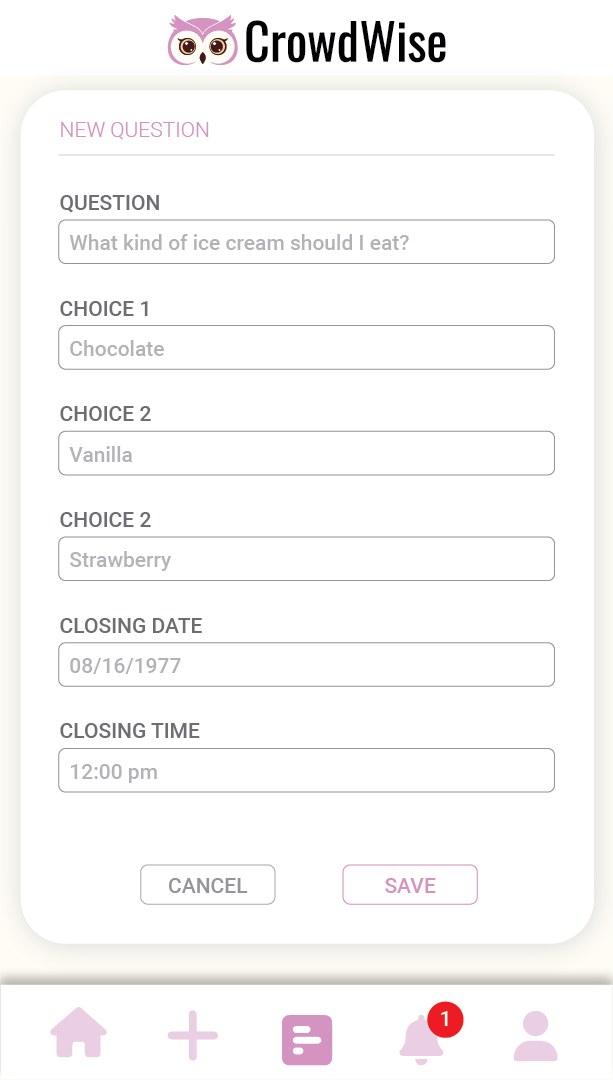 CrowdWise
NEW QUESTION
QUESTION
What kind of ice cream should I eat?
CHOICE 1
Chocolate
CHOICE 2
Vanilla
CHOICE 2
Strawberry
CLOSING DATE
08/16/1977
CLOSING TIME
12:00 pm
CANCEL SAVE
1